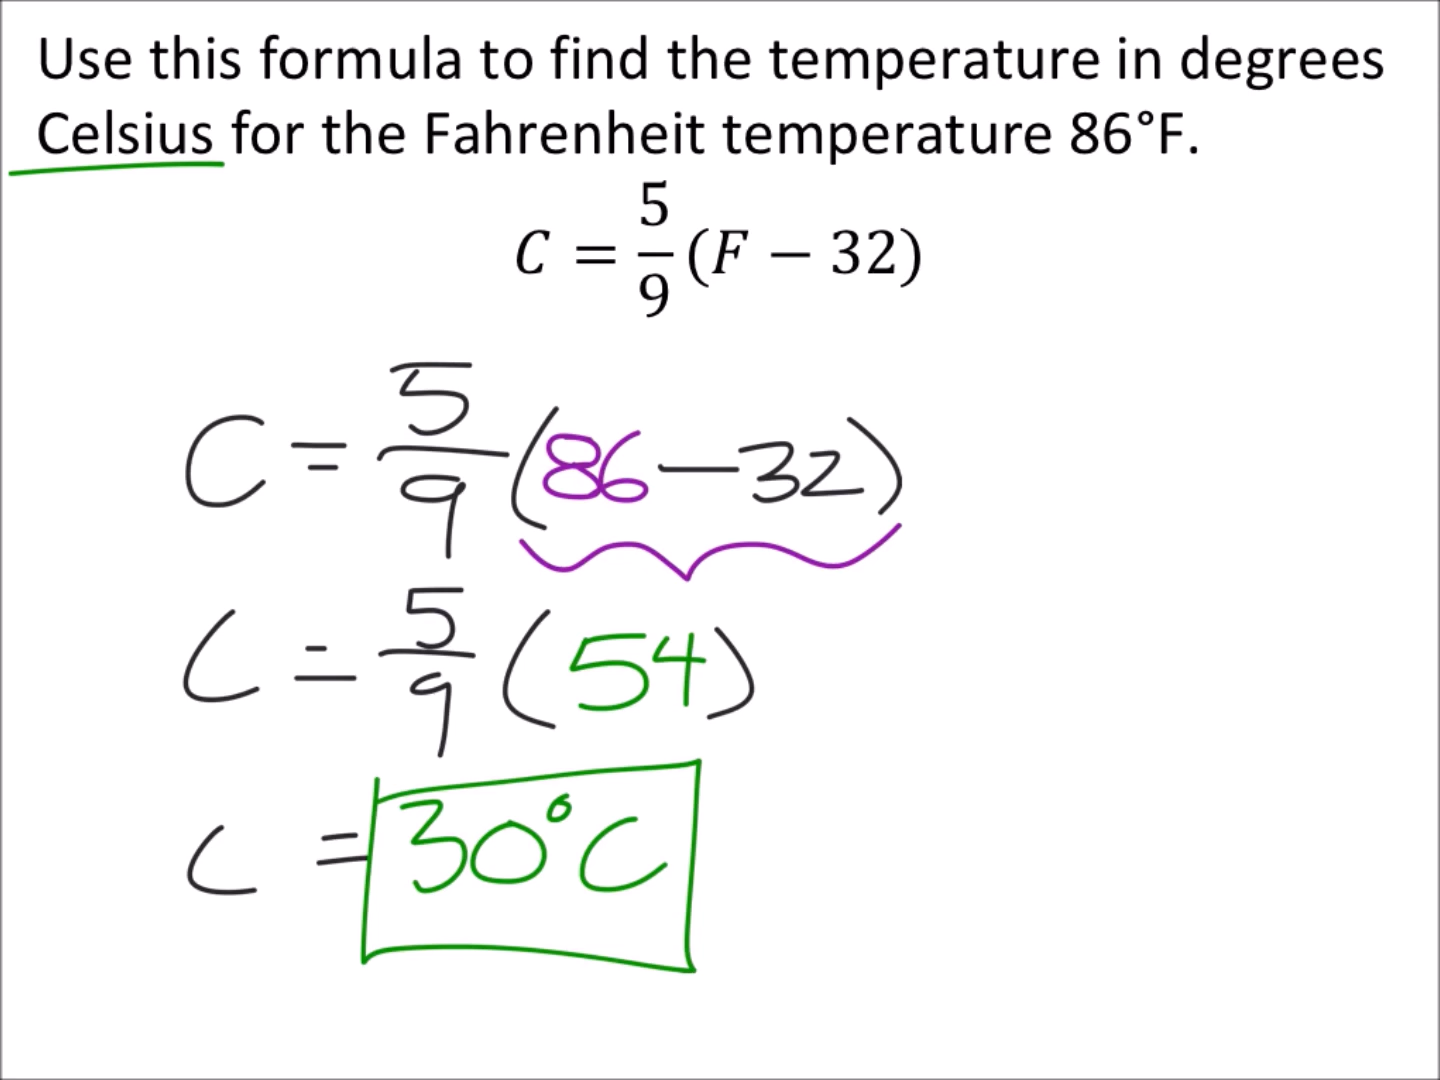 Use this formula to find the temperature in degrees
Celsius for the Fahrenheit temperature 86°F.
C = 5/9 (F − 32)
C = 5/9 (86 − 32)
C = 5/9 (54)
C = 30°C